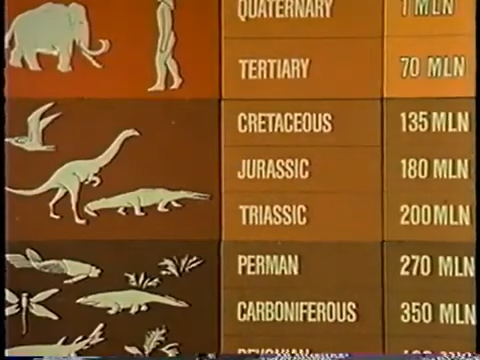 QUATERNARY 1 MLN
TERTIARY 70 MLN
CRETACEOUS 135 MLN
JURASSIC 180 MLN
TRIASSIC 200 MLN
PERMAN 270 MLN
CARBONIFEROUS 350 MLN